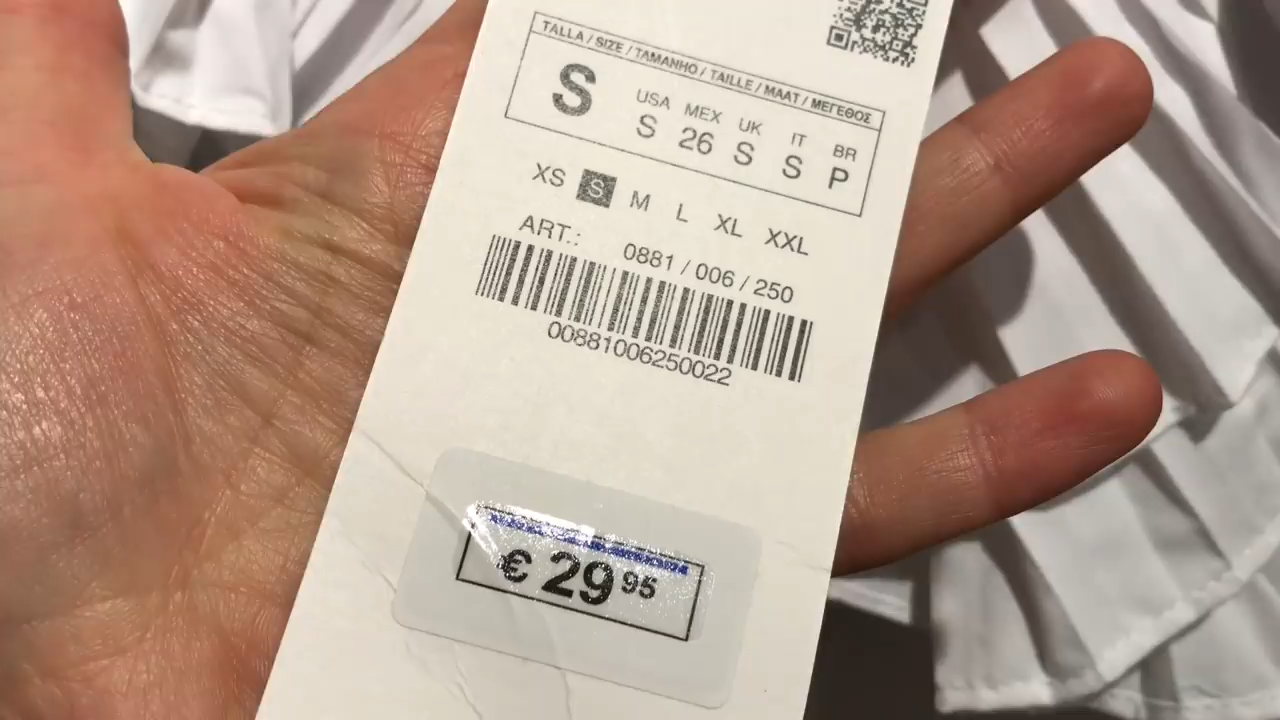 TALLA / SIZE / TAMANHO / TAILLE / MAAT / ΜΕΓΕΘΟΣ
S
USA MEX UK IT BR
S 26 S S P
XS S M L XL XXL
ART.: 0881 / 006 / 250
00881006250022
€ 29 95